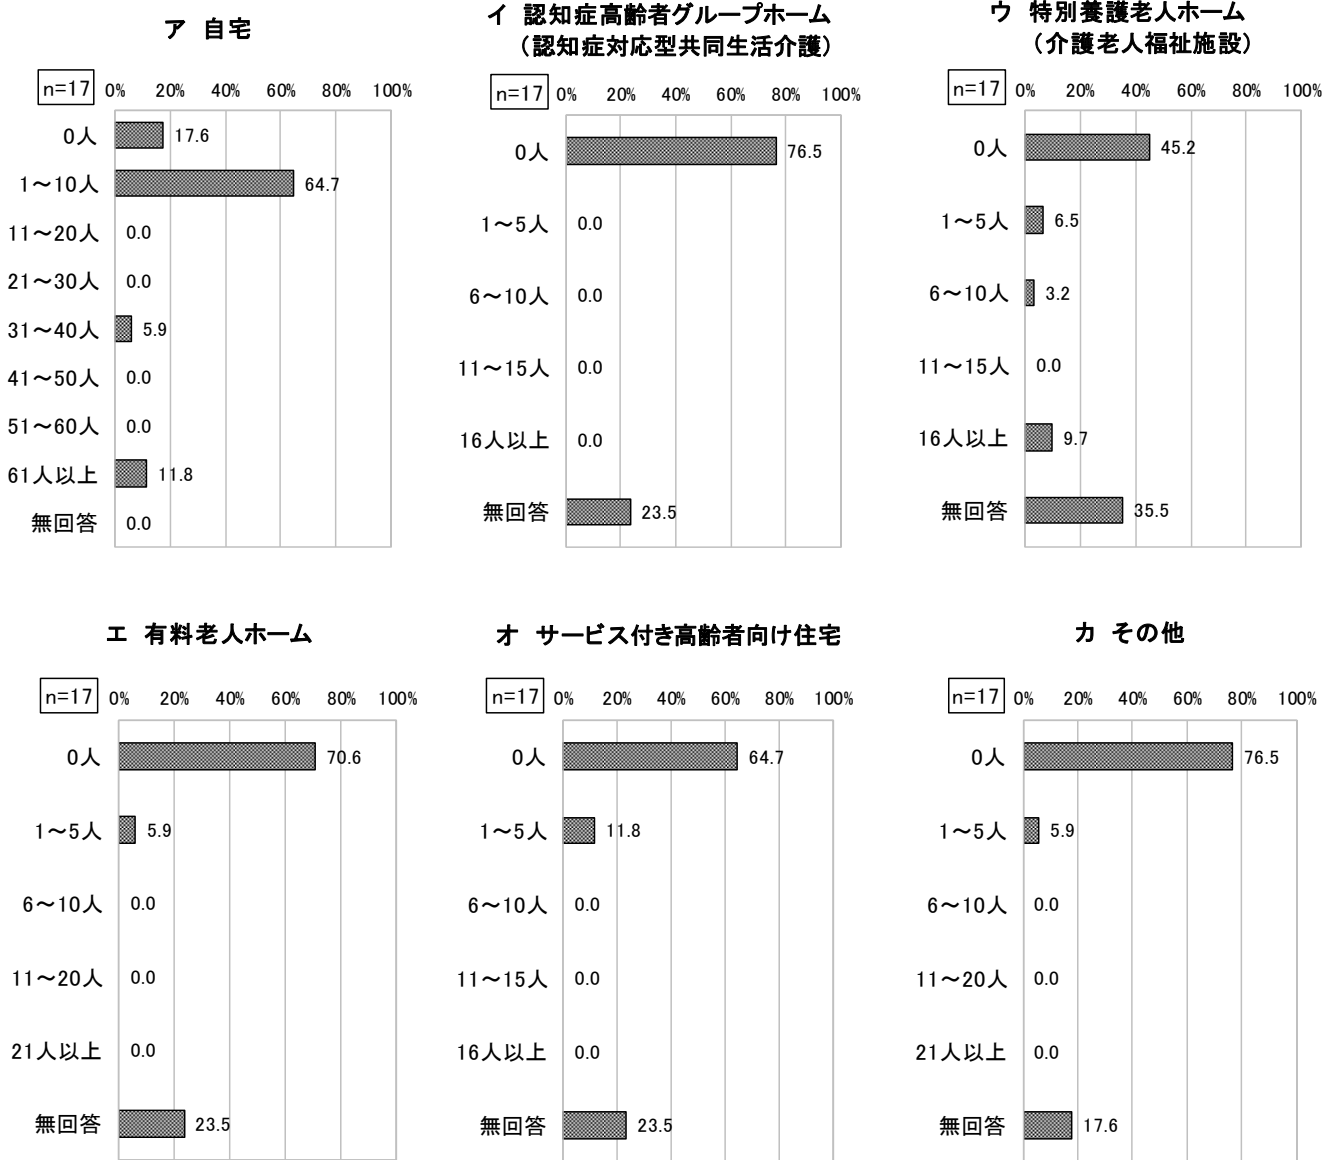 ア 自宅
n=17 0% 20% 40% 60% 80% 100%
0人 17.6
1～10人 64.7
11～20人 0.0
21～30人 0.0
31～40人 5.9
41～50人 0.0
51～60人 0.0
61人以上 11.8
無回答 0.0
イ 認知症高齢者グループホーム
（認知症対応型共同生活介護）
n=17 0% 20% 40% 60% 80% 100%
0人 76.5
1～5人 0.0
6～10人 0.0
11～15人 0.0
16人以上 0.0
無回答 23.5
ウ 特別養護老人ホーム
（介護老人福祉施設）
n=17 0% 20% 40% 60% 80% 100%
0人 45.2
1～5人 6.5
6～10人 3.2
11～15人 0.0
16人以上 9.7
無回答 35.5
エ 有料老人ホーム
n=17 0% 20% 40% 60% 80% 100%
0人 70.6
1～5人 5.9
6～10人 0.0
11～20人 0.0
21人以上 0.0
無回答 23.5
オ サービス付き高齢者向け住宅
n=17 0% 20% 40% 60% 80% 100%
0人 64.7
1～5人 11.8
6～10人 0.0
11～15人 0.0
16人以上 0.0
無回答 23.5
カ その他
n=17 0% 20% 40% 60% 80% 100%
0人 76.5
1～5人 5.9
6～10人 0.0
11～20人 0.0
21人以上 0.0
無回答 17.6